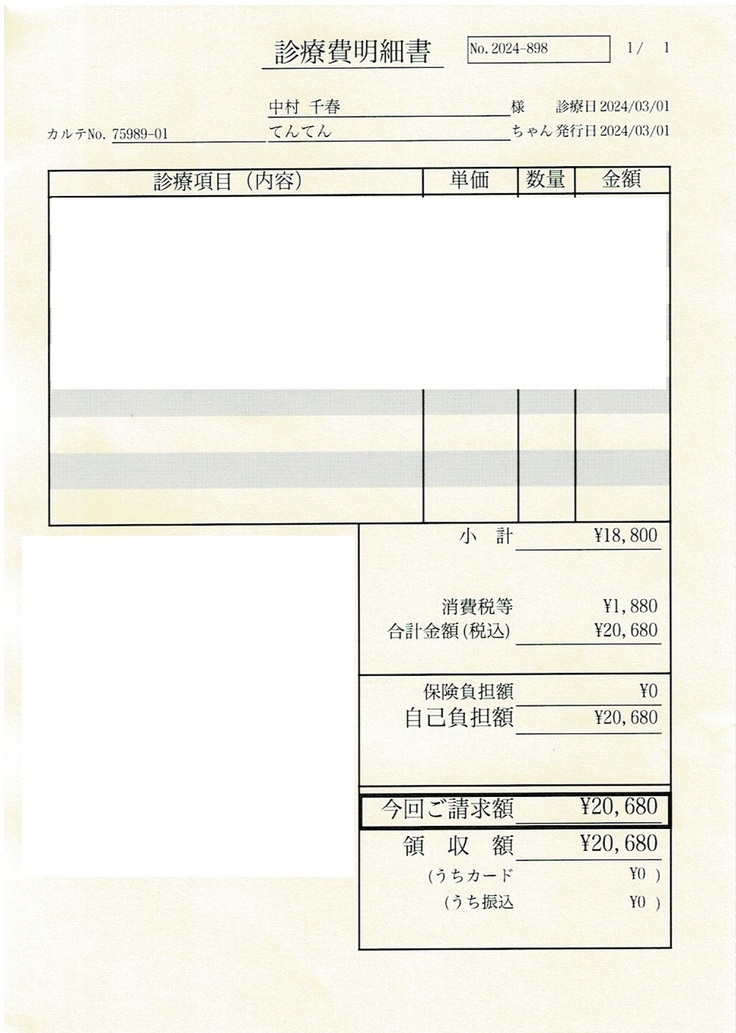 診療費明細書 No.2024-898 1/ 1
中村 千春 様 診療日 2024/03/01
カルテNo. 75989-01 てんてん ちゃん 発行日 2024/03/01
診療項目（内容） 単価 数量 金額
小 計 ¥18,800
消費税等 ¥1,880
合計金額(税込) ¥20,680
保険負担額 ¥0
自己負担額 ¥20,680
今回ご請求額 ¥20,680
領 収 額 ¥20,680
(うちカード ¥0 )
(うち振込 ¥0 )